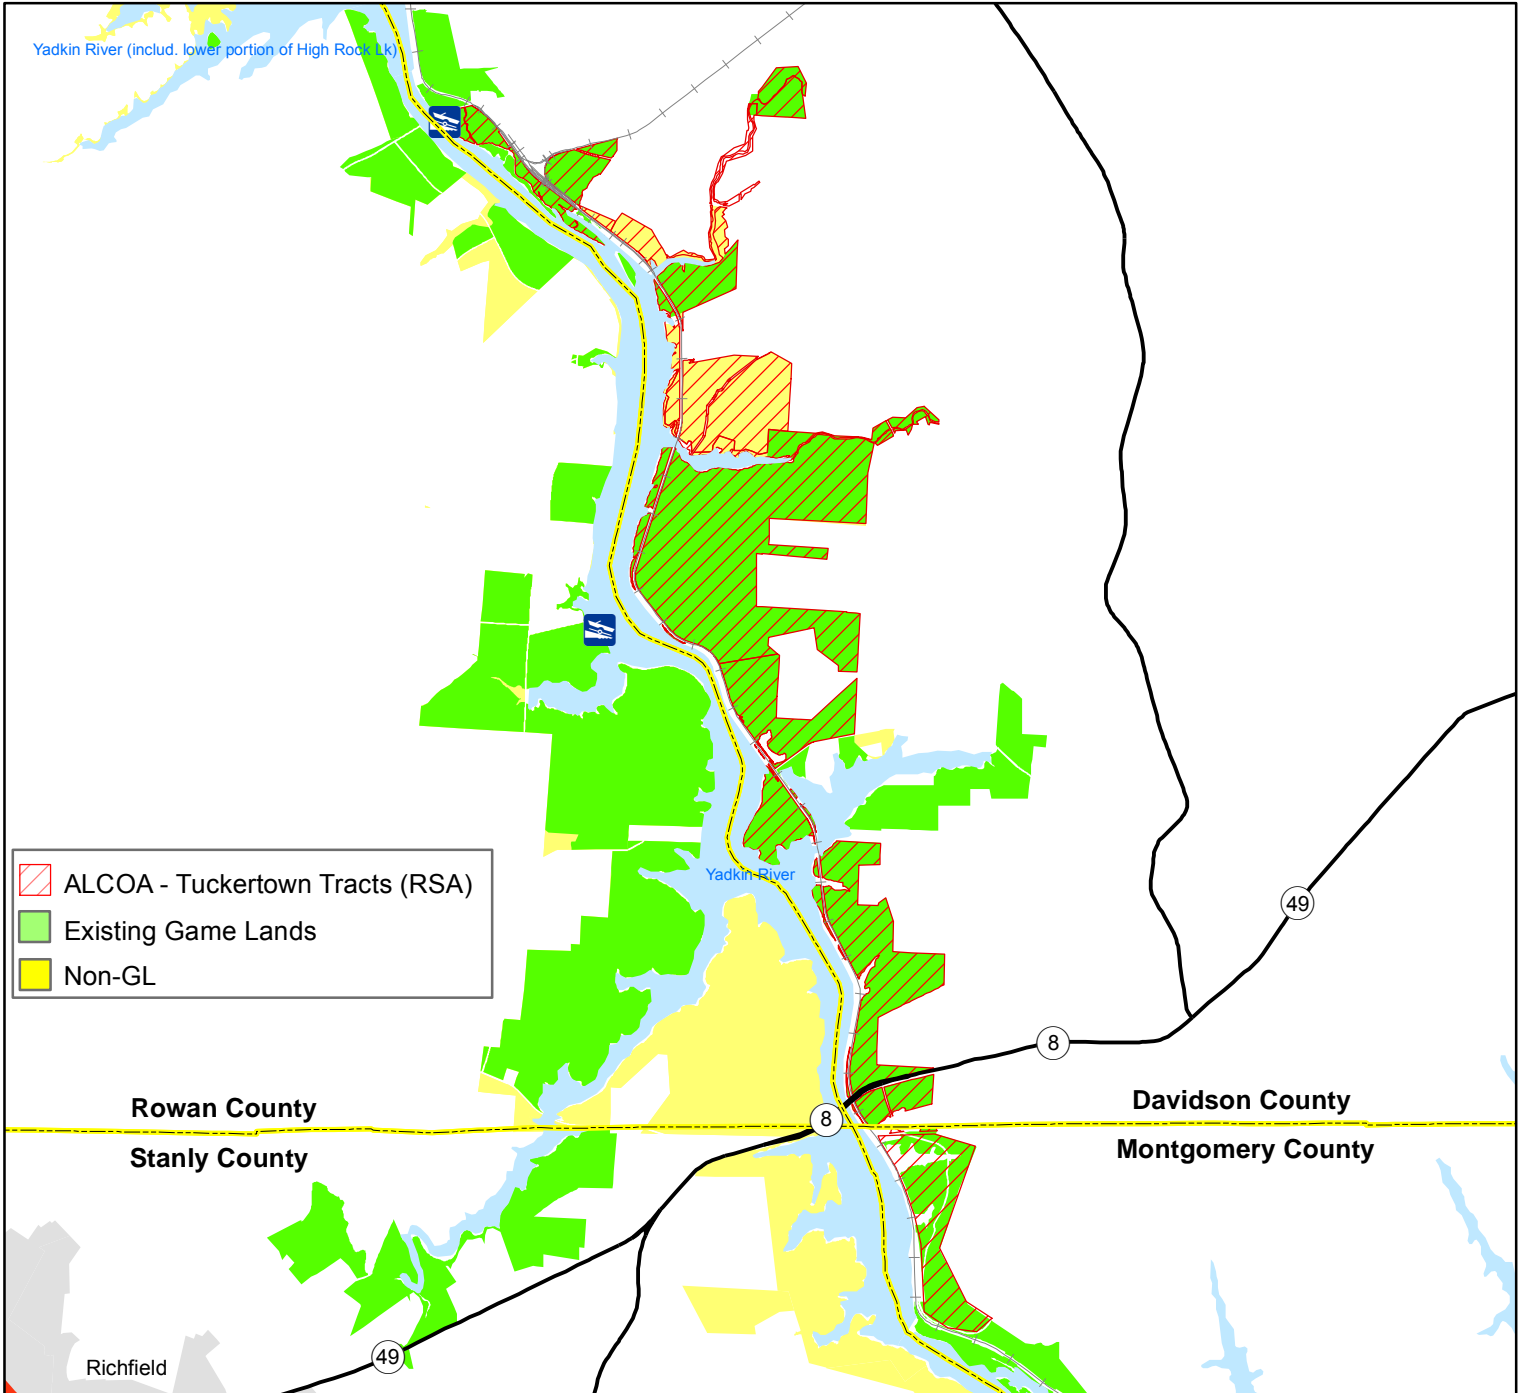 Yadkin River (includ. lower portion of High Rock Lk)
Yadkin River
ALCOA - Tuckertown Tracts (RSA)
Existing Game Lands
Non-GL
49
8
8
Rowan County
Davidson County
Stanly County
Montgomery County
49
Richfield